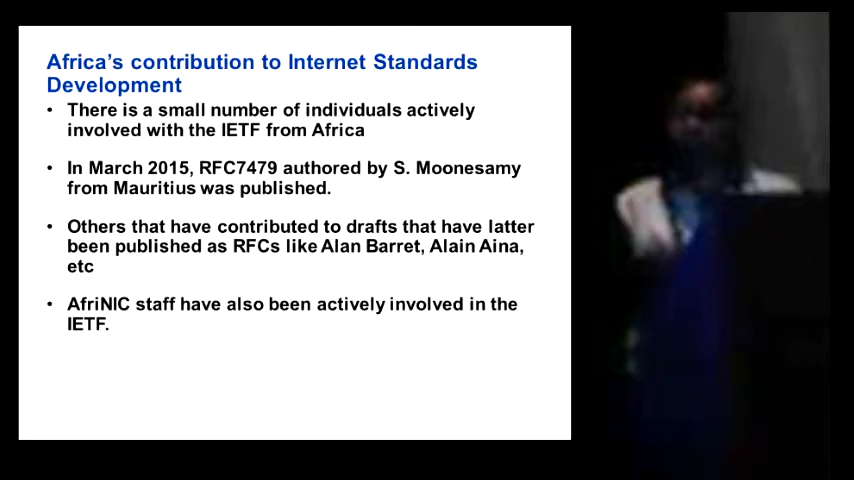 Africa's contribution to Internet Standards
Development
• There is a small number of individuals actively
involved with the IETF from Africa
• In March 2015, RFC7479 authored by S. Moonesamy
from Mauritius was published.
• Others that have contributed to drafts that have latter
been published as RFCs like Alan Barret, Alain Aina,
etc
• AfriNIC staff have also been actively involved in the
IETF.